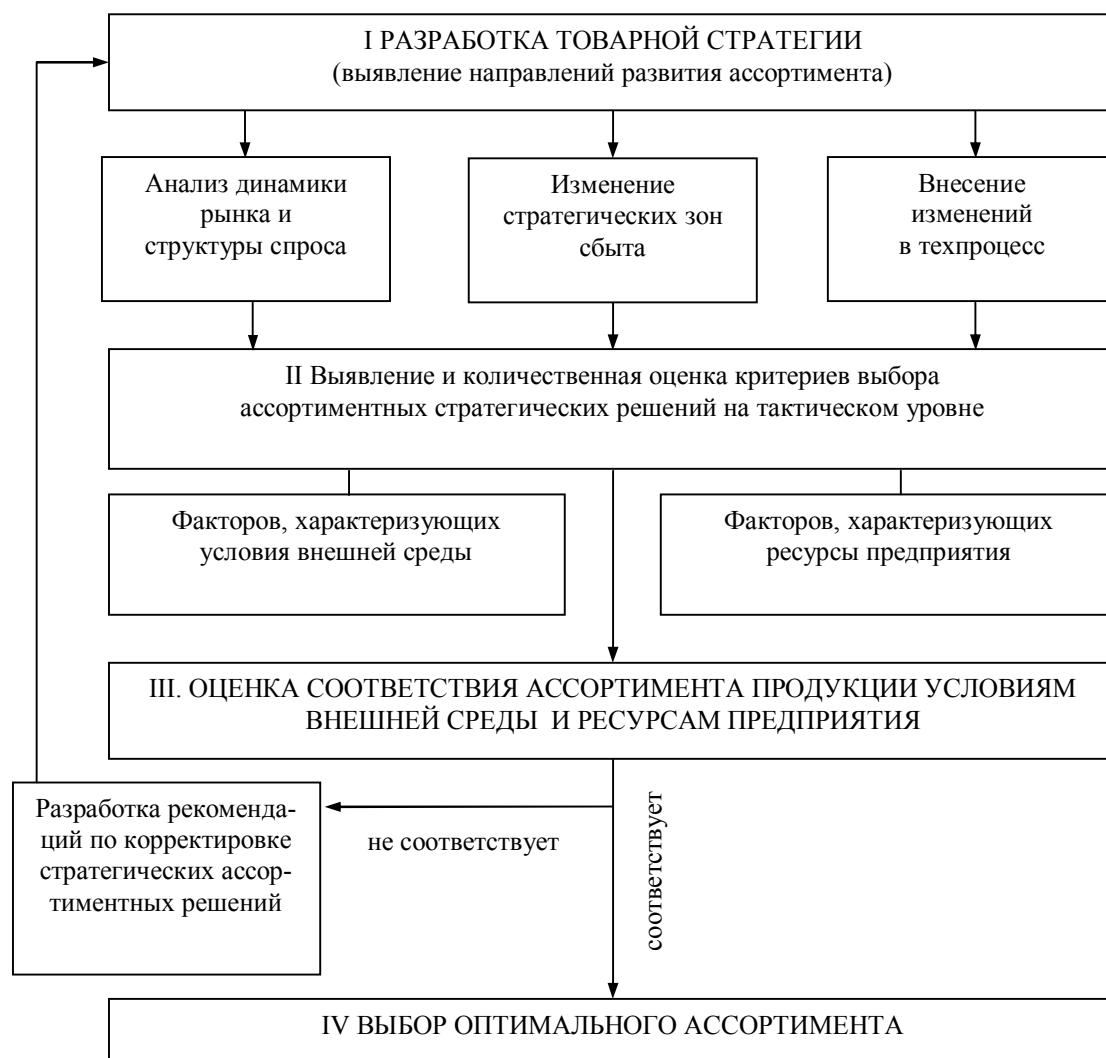 I РАЗРАБОТКА ТОВАРНОЙ СТРАТЕГИИ
(выявление направлений развития ассортимента)
Анализ динамики
рынка и
структуры спроса
Изменение
стратегических зон
сбыта
Внесение
изменений
в техпроцесс
II Выявление и количественная оценка критериев выбора
ассортиментных стратегических решений на тактическом уровне
Факторов, характеризующих
условия внешней среды
Факторов, характеризующих
ресурсы предприятия
III. ОЦЕНКА СООТВЕТСТВИЯ АССОРТИМЕНТА ПРОДУКЦИИ УСЛОВИЯМ
ВНЕШНЕЙ СРЕДЫ И РЕСУРСАМ ПРЕДПРИЯТИЯ
Разработка рекоменда-
ций по корректировке
стратегических ассор-
тиментных решений
не соответствует
соответствует
IV ВЫБОР ОПТИМАЛЬНОГО АССОРТИМЕНТА